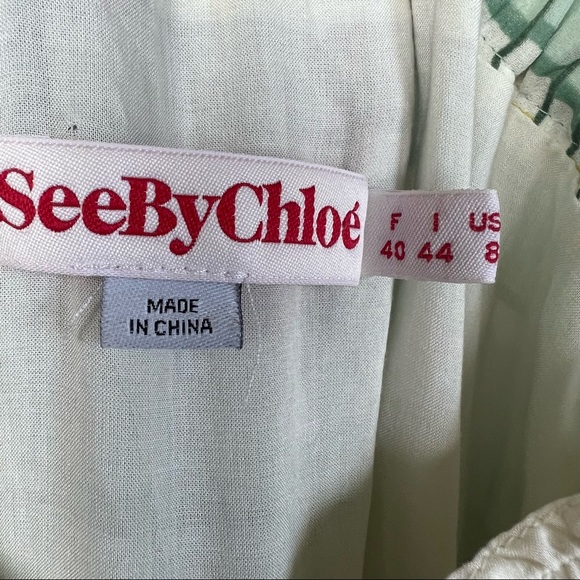 SeeByChloé
F I US
40 44 8
MADE
IN CHINA